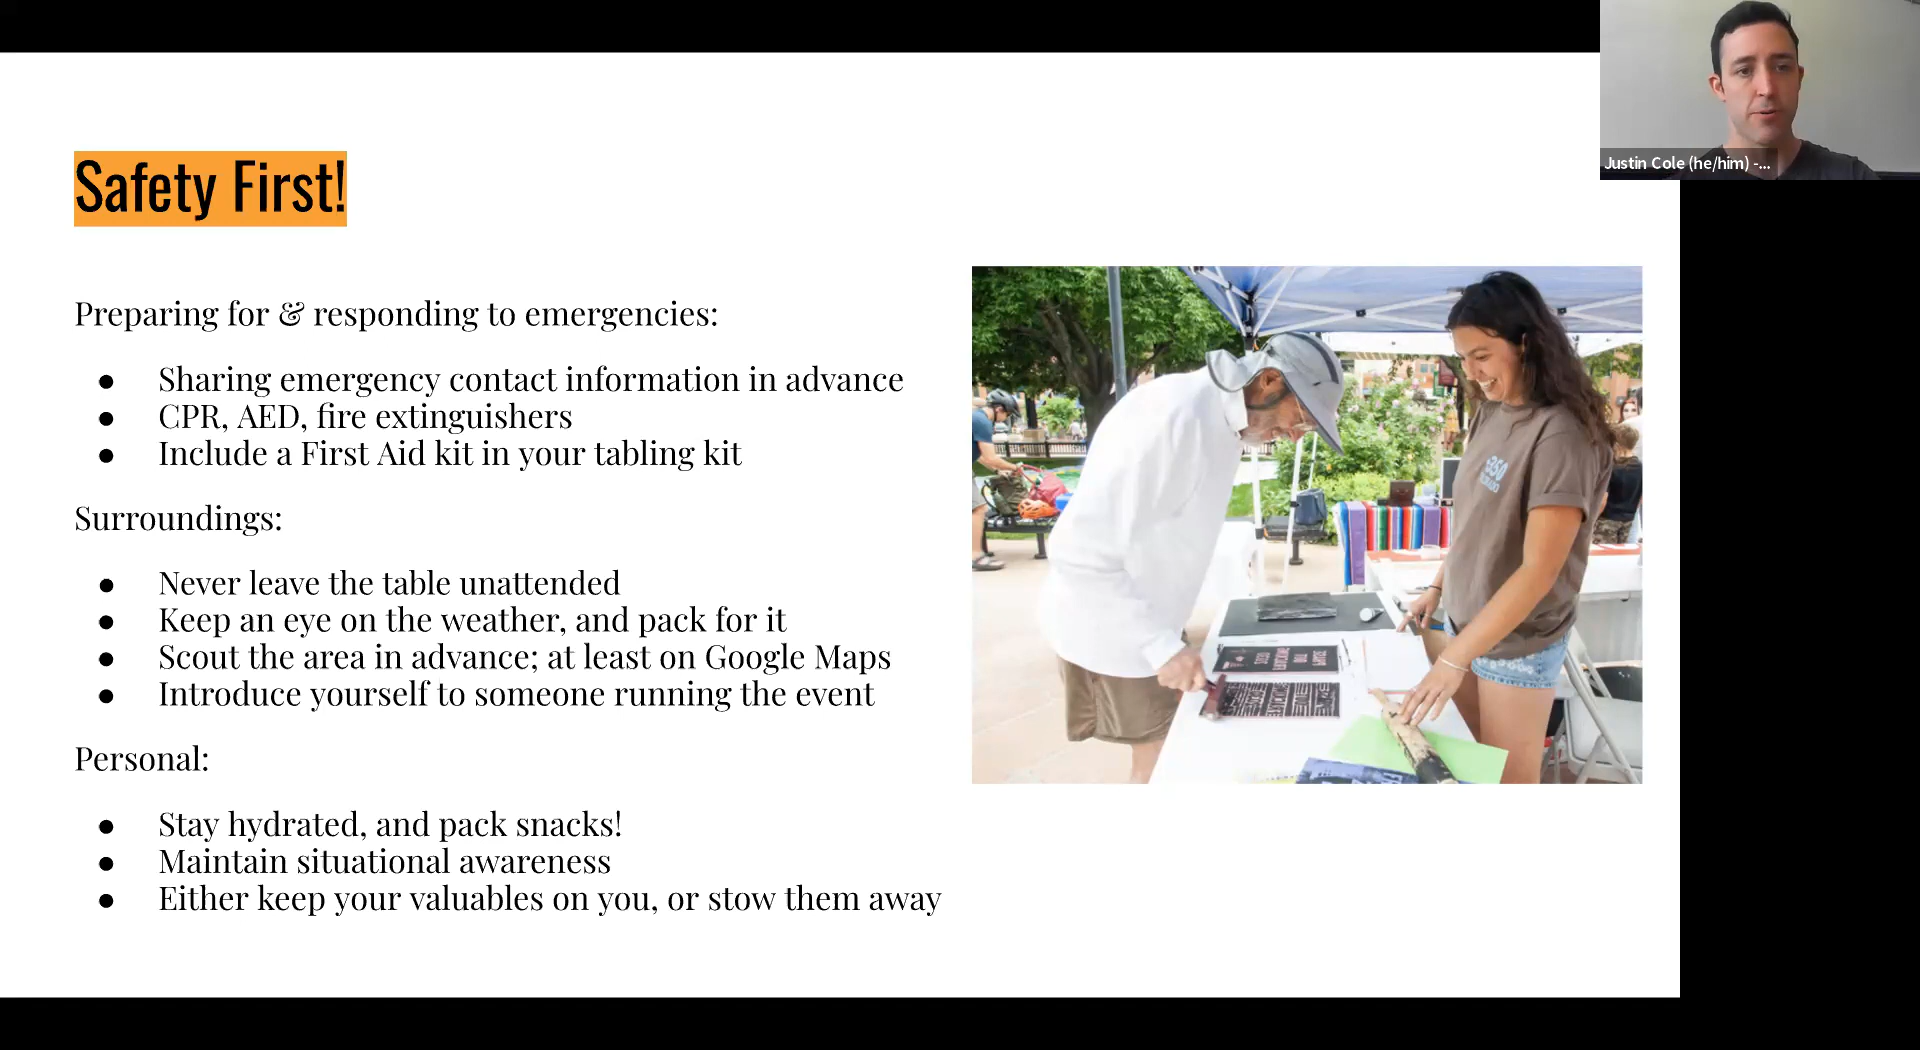 Justin Cole (he/him) -...
Safety First!
Preparing for & responding to emergencies:
● Sharing emergency contact information in advance
● CPR, AED, fire extinguishers
● Include a First Aid kit in your tabling kit
Surroundings:
● Never leave the table unattended
● Keep an eye on the weather, and pack for it
● Scout the area in advance; at least on Google Maps
● Introduce yourself to someone running the event
Personal:
● Stay hydrated, and pack snacks!
● Maintain situational awareness
● Either keep your valuables on you, or stow them away
350